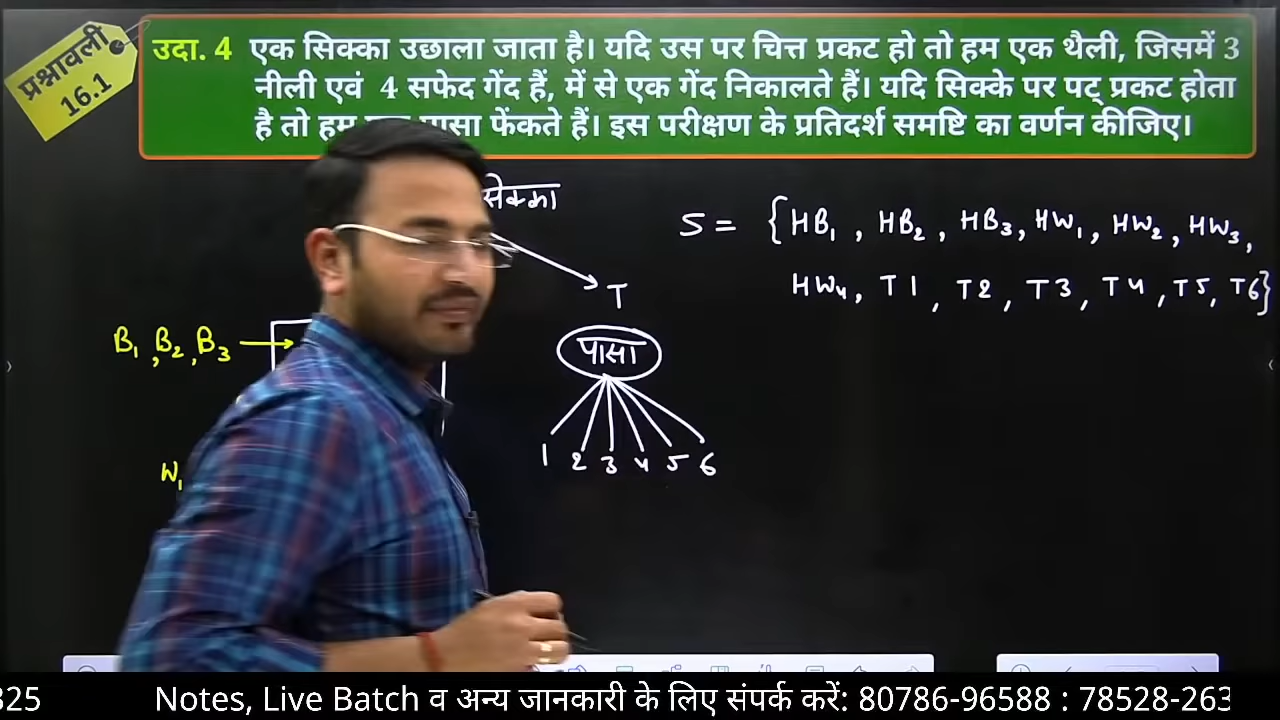 प्रश्नावली
16.1
उदा. 4 एक सिक्का उछाला जाता है। यदि उस पर चित्त प्रकट हो तो हम एक थैली, जिसमें 3
नीली एवं 4 सफेद गेंद हैं, में से एक गेंद निकालते हैं। यदि सिक्के पर पट् प्रकट होता
है तो हम पासा फेंकते हैं। इस परीक्षण के प्रतिदर्श समष्टि का वर्णन कीजिए।
सिक्का
S = {HB₁, HB₂, HB₃, HW₁, HW₂, HW₃,
HW₄, T1, T2, T3, T4, T5, T6}
T
B₁, B₂, B₃
पासा
1 2 3 4 5 6
W₁
325 Notes, Live Batch व अन्य जानकारी के लिए संपर्क करें: 80786-96588 : 78528-263